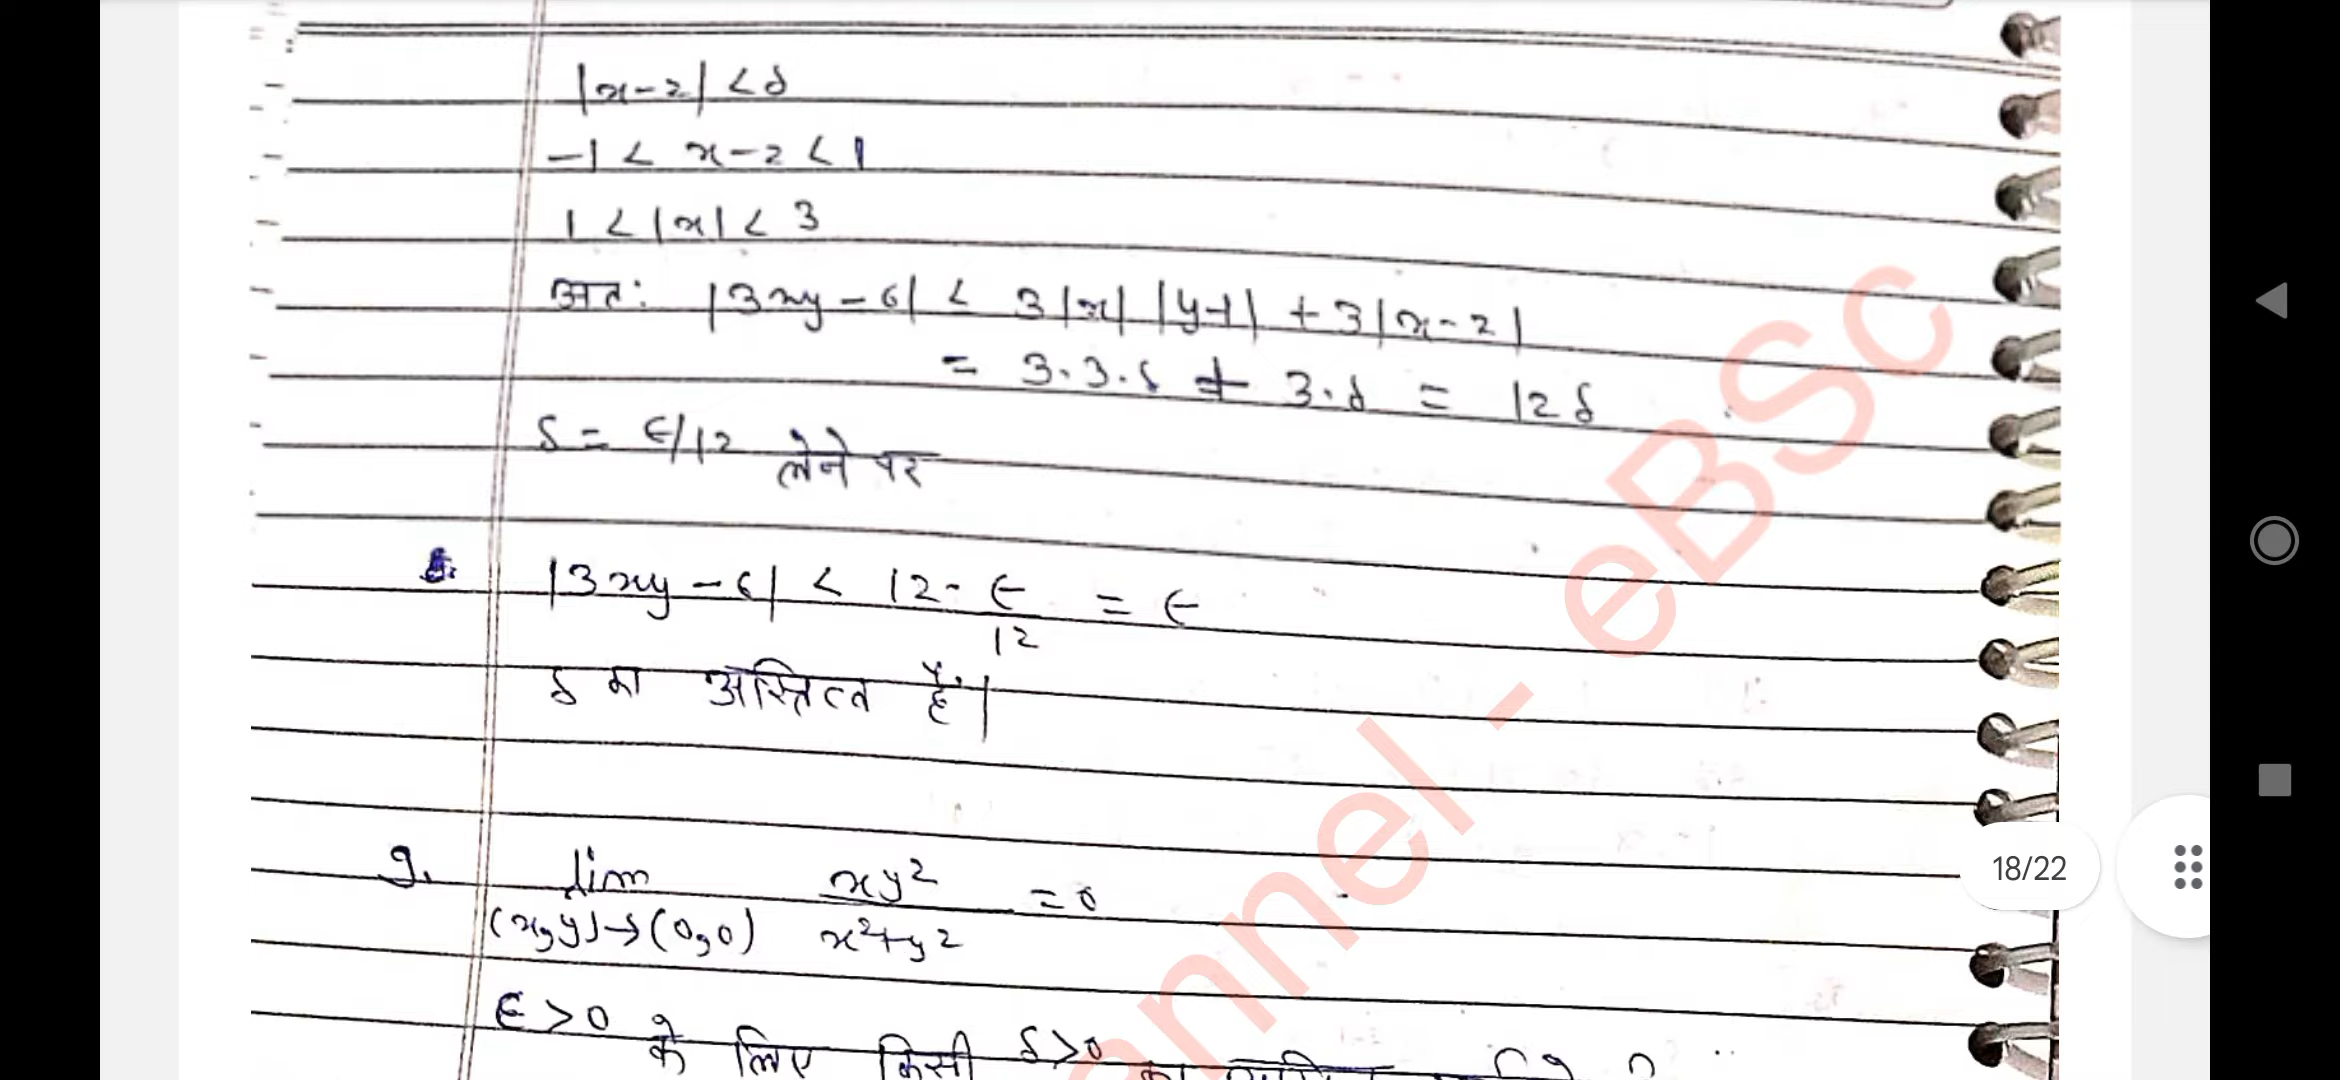 |x-2| < δ
-1 < x-2 < 1
1 < |x| < 3
अतः |3xy-6| < 3|x| |y-1| + 3|x-2|
= 3.3.δ + 3.δ = 12δ
δ = ϵ/12 लेने पर
|3xy-6| < 12. ϵ/12 = ϵ
δ का अस्तित्व है।
9. lim (x,y)→(0,0) xy²/x²+y² = 0
ϵ > 0 के लिए किसी δ>0
annel - eBSc
18/22